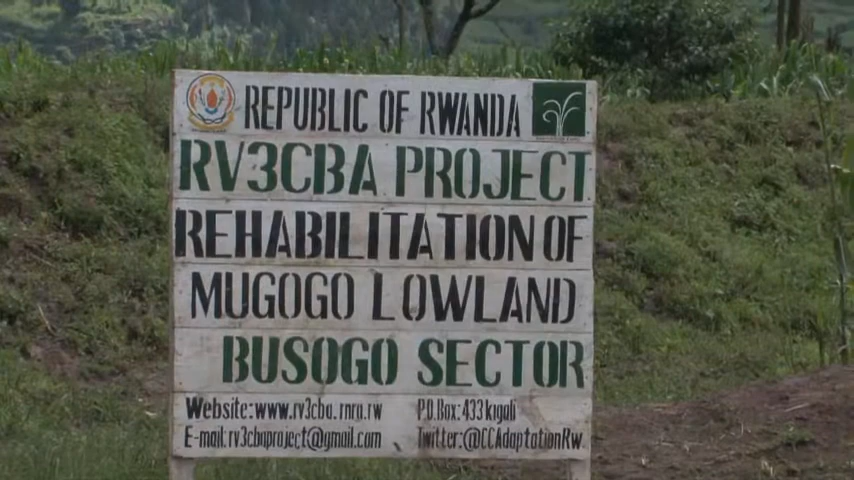 REPUBLIC OF RWANDA
RV3CBA PROJECT
REHABILITATION OF
MUGOGO LOWLAND
BUSOGO SECTOR
Website:www.rv3cba.rnra.rw P.O.Box:433 kigali
E-mail:rv3cbaproject@gmail.com Twitter:@CCAdaptationRw